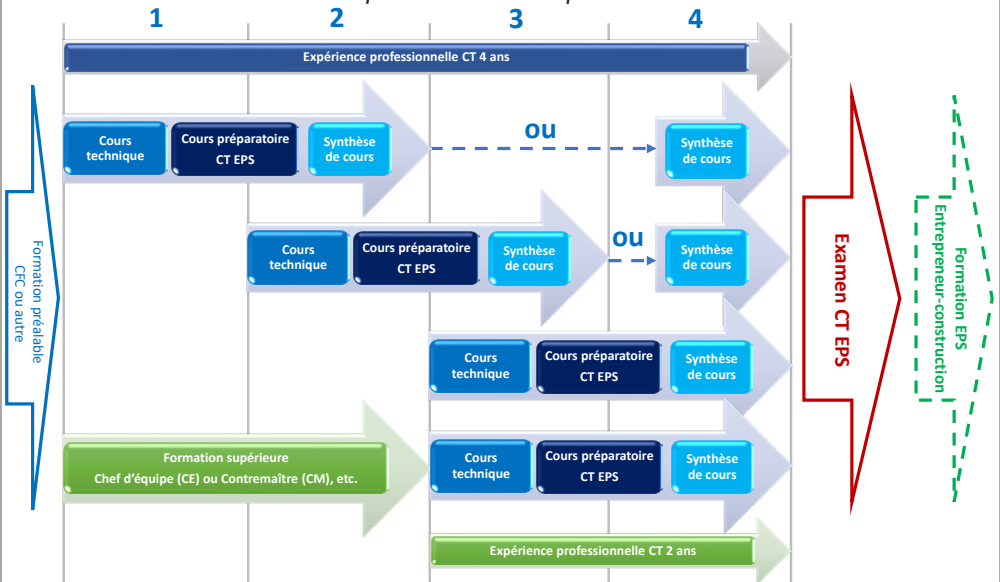 1
2
3
4
Expérience professionnelle CT 4 ans
Cours
technique
Cours préparatoire
CT EPS
Synthèse
de cours
ou
Synthèse
de cours
Cours
technique
Cours préparatoire
CT EPS
Synthèse
de cours
ou
Synthèse
de cours
Cours
technique
Cours préparatoire
CT EPS
Synthèse
de cours
Formation supérieure
Chef d'équipe (CE) ou Contremaître (CM), etc.
Cours
technique
Cours préparatoire
CT EPS
Synthèse
de cours
Expérience professionnelle CT 2 ans
Formation préalable
CFC ou autre
Examen CT EPS
Formation EPS
Entrepreneur-construction